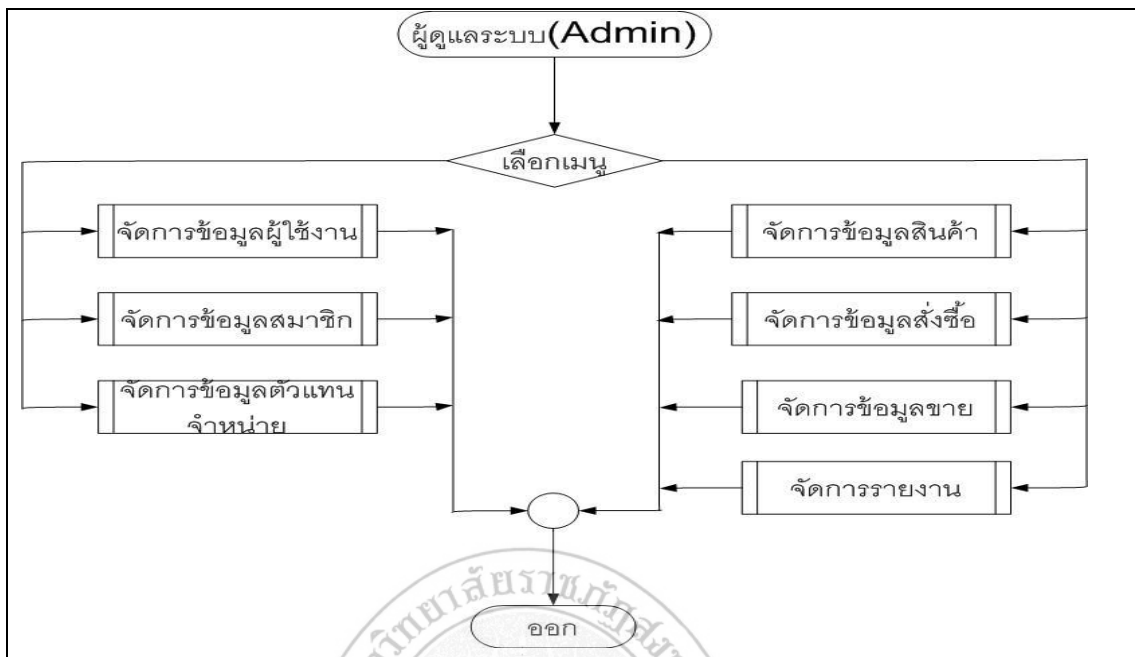 ผู้ดูแลระบบ(Admin)
เลือกเมนู
จัดการข้อมูลผู้ใช้งาน
จัดการข้อมูลสมาชิก
จัดการข้อมูลตัวแทน
จำหน่าย
จัดการข้อมูลสินค้า
จัดการข้อมูลสั่งซื้อ
จัดการข้อมูลขาย
จัดการรายงาน
ออก